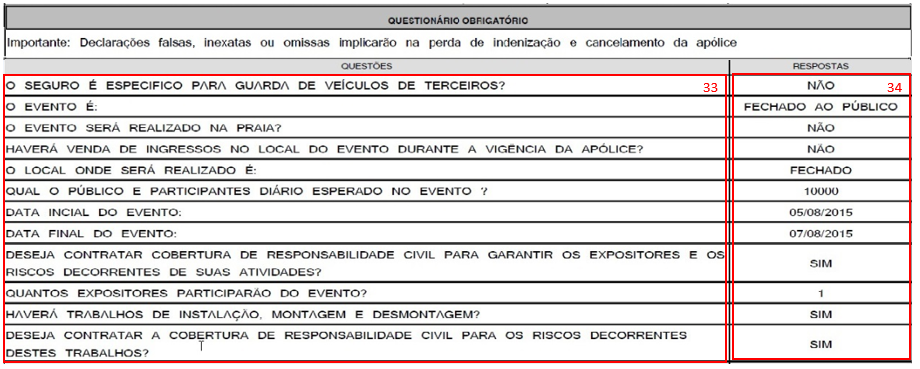 QUESTIONÁRIO OBRIGATÓRIO
Importante: Declarações falsas, inexatas ou omissas implicarão na perda de indenização e cancelamento da apólice
QUESTÕES RESPOSTAS
O SEGURO É ESPECIFICO PARA GUARDA DE VEÍCULOS DE TERCEIROS? 33 NÃO 34
O EVENTO É: FECHADO AO PÚBLICO
O EVENTO SERÁ REALIZADO NA PRAIA? NÃO
HAVERÁ VENDA DE INGRESSOS NO LOCAL DO EVENTO DURANTE A VIGÊNCIA DA APÓLICE? NÃO
O LOCAL ONDE SERÁ REALIZADO É: FECHADO
QUAL O PÚBLICO E PARTICIPANTES DIÁRIO ESPERADO NO EVENTO ? 10000
DATA INCIAL DO EVENTO: 05/08/2015
DATA FINAL DO EVENTO: 07/08/2015
DESEJA CONTRATAR COBERTURA DE RESPONSABILIDADE CIVIL PARA GARANTIR OS EXPOSITORES E OS
RISCOS DECORRENTES DE SUAS ATIVIDADES? SIM
QUANTOS EXPOSITORES PARTICIPARÃO DO EVENTO? 1
HAVERÁ TRABALHOS DE INSTALAÇÃO, MONTAGEM E DESMONTAGEM? SIM
DESEJA CONTRATAR A COBERTURA DE RESPONSABILIDADE CIVIL PARA OS RISCOS DECORRENTES
DESTES TRABALHOS? SIM